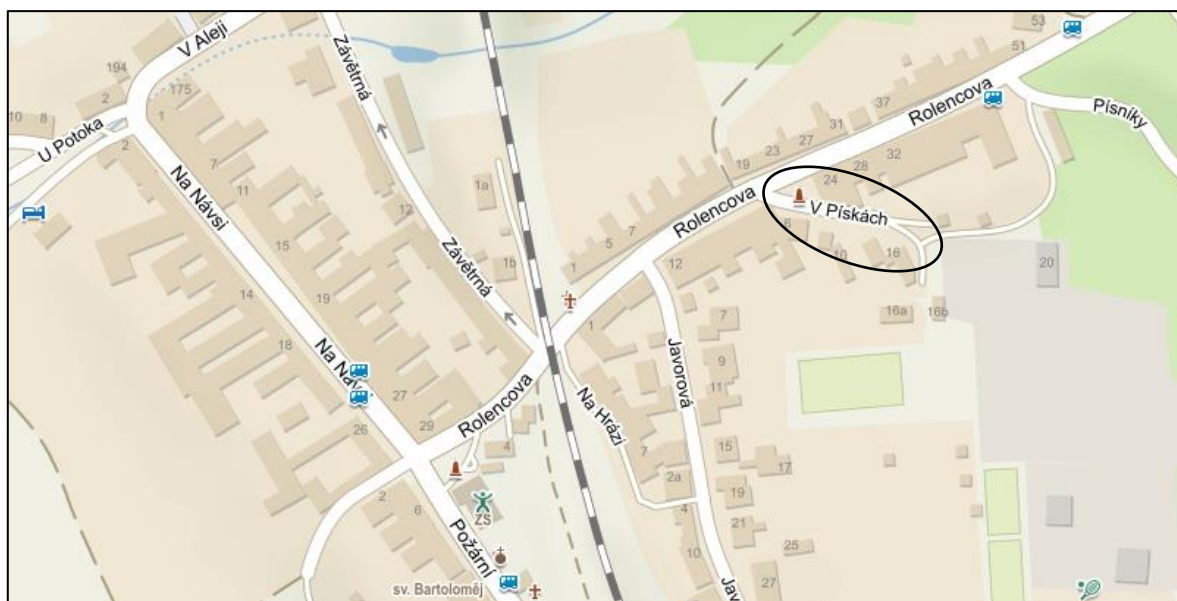 V Aleji
194
2
175
1
10
8
U Potoka
2
7
11
Na Návsi
15
14
19
18
Na Náv
27
26
29
2
6
Požární
ZŠ
sv. Bartoloměj
4
Závětrná
12
Závětrná
1a
1b
Rolencova
1
5
7
Rolencova
19
23
27
31
37
51
53
Rolencova
Písníky
24
28
32
V Pískách
6
10
16
16a
16b
20
12
1
Na Hrázi
7
2a
4
10
Javorová
7
9
11
15
17
19
21
25
27
Jav